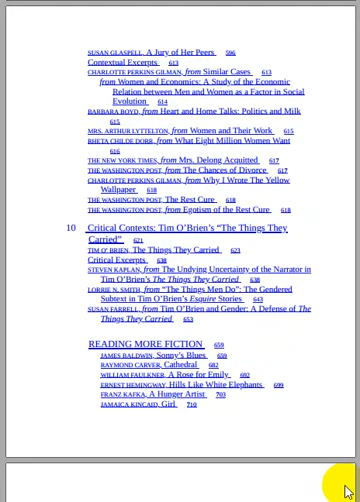 SUSAN GLASPELL, A Jury of Her Peers 596
Contextual Excerpts 613
CHARLOTTE PERKINS GILMAN, from Similar Cases 613
from Women and Economics: A Study of the Economic
Relation between Men and Women as a Factor in Social
Evolution 614
BARBARA BOYD, from Heart and Home Talks: Politics and Milk
615
MRS. ARTHUR LYTTELTON, from Women and Their Work 615
RHETA CHILDE DORR, from What Eight Million Women Want
616
THE NEW YORK TIMES, from Mrs. Delong Acquitted 617
THE WASHINGTON POST, from The Chances of Divorce 617
CHARLOTTE PERKINS GILMAN, from Why I Wrote The Yellow
Wallpaper 618
THE WASHINGTON POST, The Rest Cure 618
THE WASHINGTON POST, from Egotism of the Rest Cure 618
10 Critical Contexts: Tim O’Brien’s “The Things They
Carried” 621
TIM O’ BRIEN, The Things They Carried 623
Critical Excerpts 638
STEVEN KAPLAN, from The Undying Uncertainty of the Narrator in
Tim O’Brien’s The Things They Carried 638
LORRIE N. SMITH, from “The Things Men Do”: The Gendered
Subtext in Tim O’Brien’s Esquire Stories 643
SUSAN FARRELL, from Tim O’Brien and Gender: A Defense of The
Things They Carried 653
READING MORE FICTION 659
JAMES BALDWIN, Sonny’s Blues 659
RAYMOND CARVER, Cathedral 682
WILLIAM FAULKNER, A Rose for Emily 692
ERNEST HEMINGWAY, Hills Like White Elephants 699
FRANZ KAFKA, A Hunger Artist 703
JAMAICA KINCAID, Girl 710